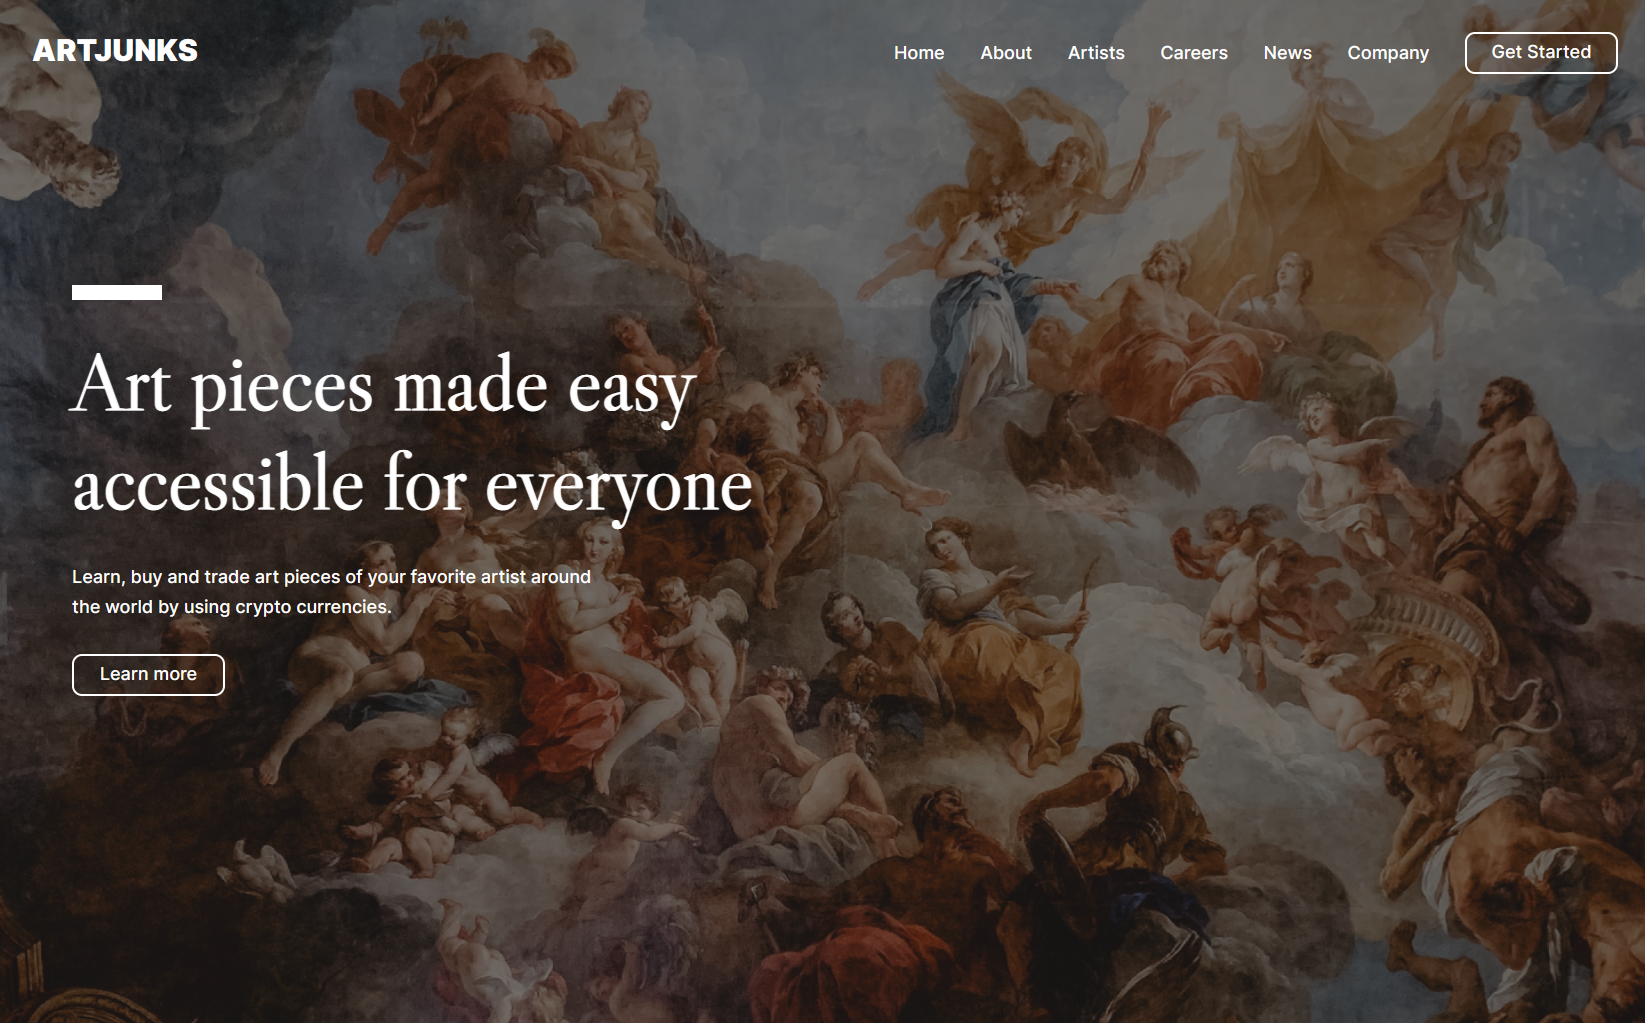 ARTJUNKS
Home About Artists Careers News Company Get Started
Art pieces made easy
accessible for everyone
Learn, buy and trade art pieces of your favorite artist around
the world by using crypto currencies.
Learn more